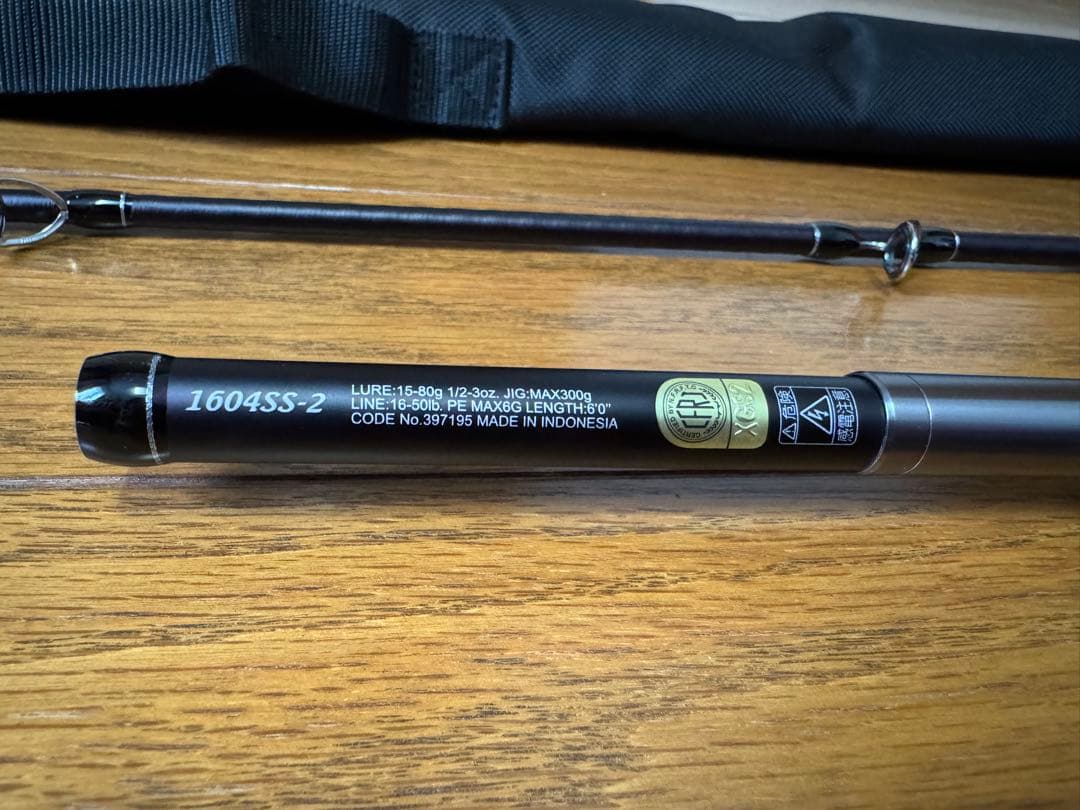 1604SS-2
LURE:15-80g 1/2-3oz. JIG:MAX300g
LINE:16-50lb. PE MAX6G LENGTH:6'0"
CODE No.397195 MADE IN INDONESIA
危険
感電注意